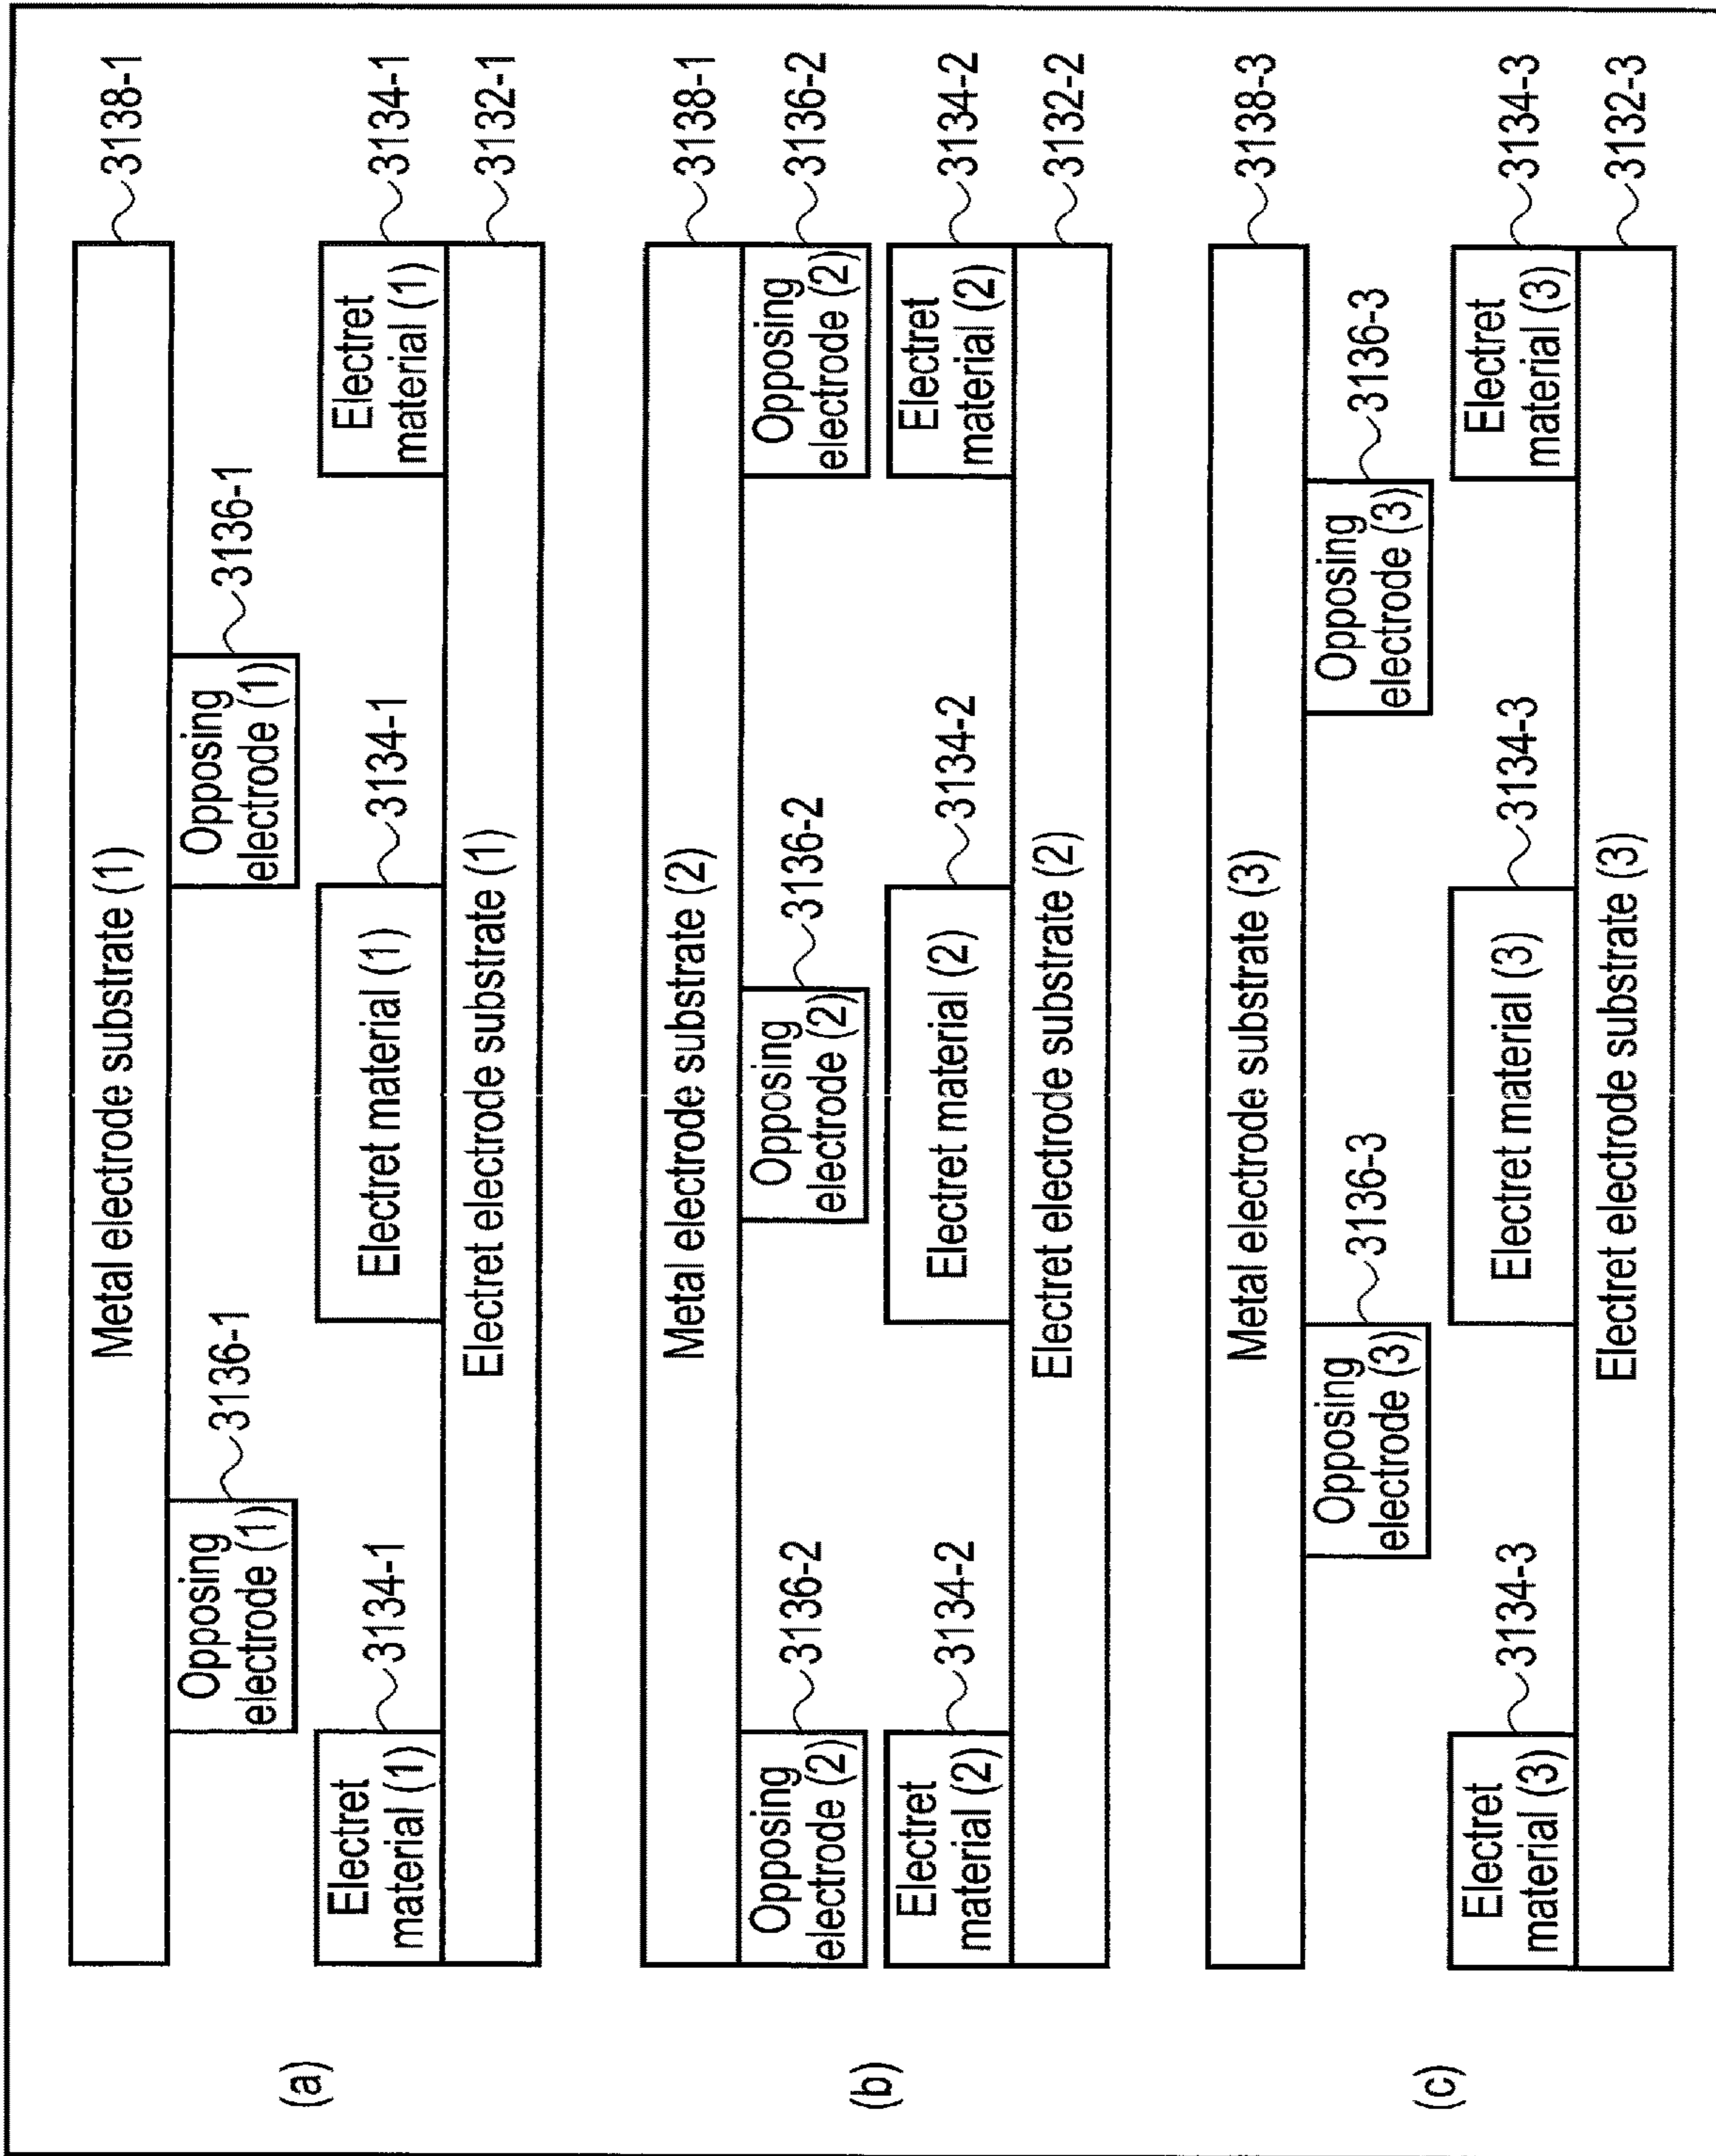 (a)
Metal electrode substrate (1)
3138-1
Opposing
electrode (1)
3136-1
Opposing
electrode (1)
3136-1
Electret
material (1)
3134-1
Electret material (1)
3134-1
Electret
material (1)
3134-1
Electret electrode substrate (1)
3132-1
(b)
Metal electrode substrate (2)
3138-1
Opposing
electrode (2)
3136-2
Opposing
electrode (2)
3136-2
Opposing
electrode (2)
3136-2
Electret
material (2)
3134-2
Electret material (2)
3134-2
Electret
material (2)
3134-2
Electret electrode substrate (2)
3132-2
(c)
Metal electrode substrate (3)
3138-3
Opposing
electrode (3)
3136-3
Opposing
electrode (3)
3136-3
Electret
material (3)
3134-3
Electret material (3)
3134-3
Electret
material (3)
3134-3
Electret electrode substrate (3)
3132-3